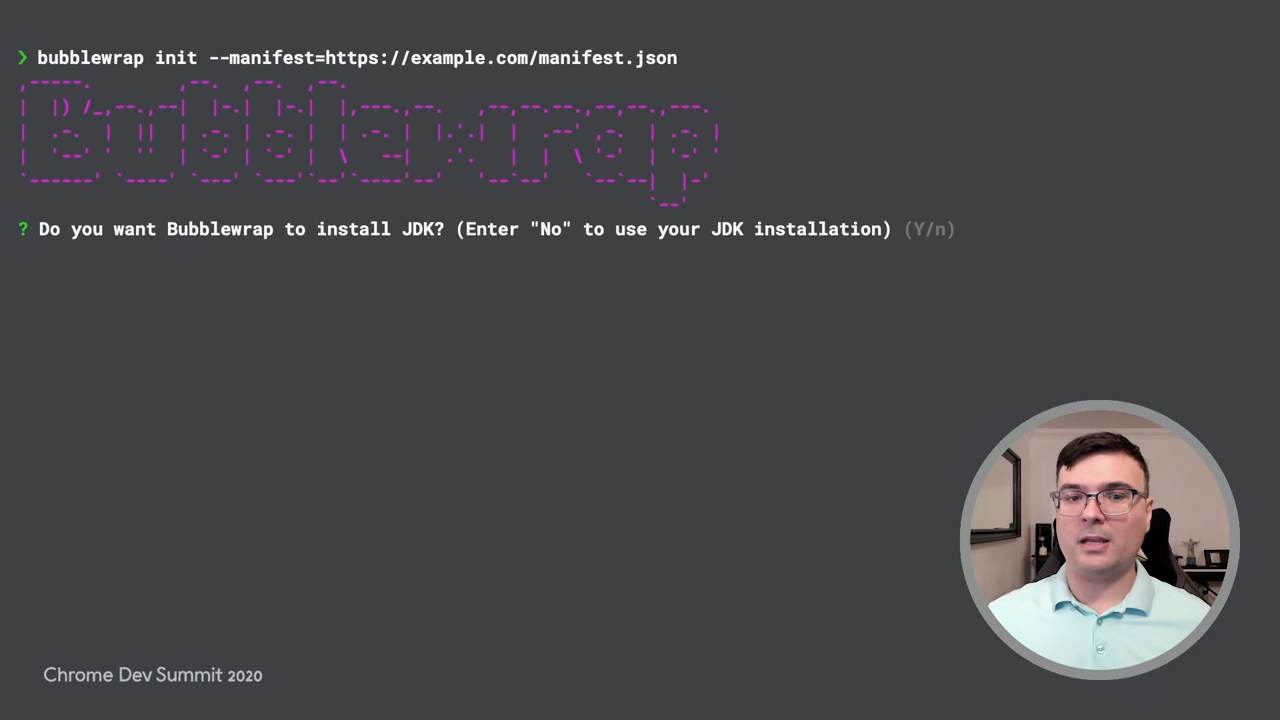 ❯ bubblewrap init --manifest=https://example.com/manifest.json
Bubblewrap
? Do you want Bubblewrap to install JDK? (Enter "No" to use your JDK installation) (Y/n)
Chrome Dev Summit 2020